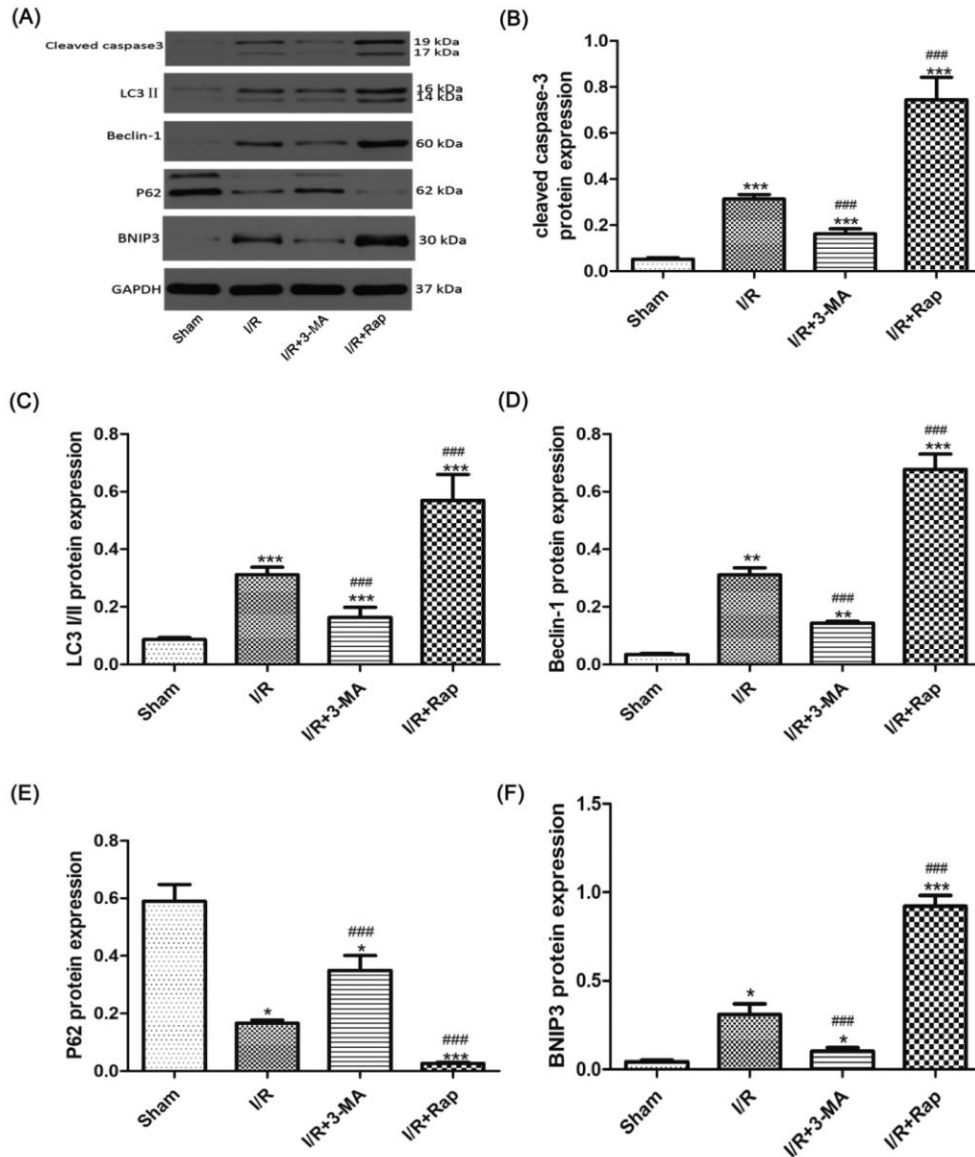 (A)
Cleaved caspase3
19 kDa
17 kDa
LC3 II
16 kDa
14 kDa
Beclin-1
60 kDa
P62
62 kDa
BNIP3
30 kDa
GAPDH
37 kDa
Sham
I/R
I/R+3-MA
I/R+Rap
(B)
cleaved caspase-3
protein expression
1.0
0.8
0.6
0.4
0.2
0.0
***
###
***
###
***
Sham
I/R
I/R+3-MA
I/R+Rap
(C)
LC3 I/II protein expression
0.8
0.6
0.4
0.2
0.0
***
###
***
###
***
Sham
I/R
I/R+3-MA
I/R+Rap
(D)
Beclin-1 protein expression
0.8
0.6
0.4
0.2
0.0
**
###
**
###
***
Sham
I/R
I/R+3-MA
I/R+Rap
(E)
P62 protein expression
0.8
0.6
0.4
0.2
0.0
*
###
*
###
***
Sham
I/R
I/R+3-MA
I/R+Rap
(F)
BNIP3 protein expression
1.5
1.0
0.5
0.0
*
###
*
###
***
Sham
I/R
I/R+3-MA
I/R+Rap